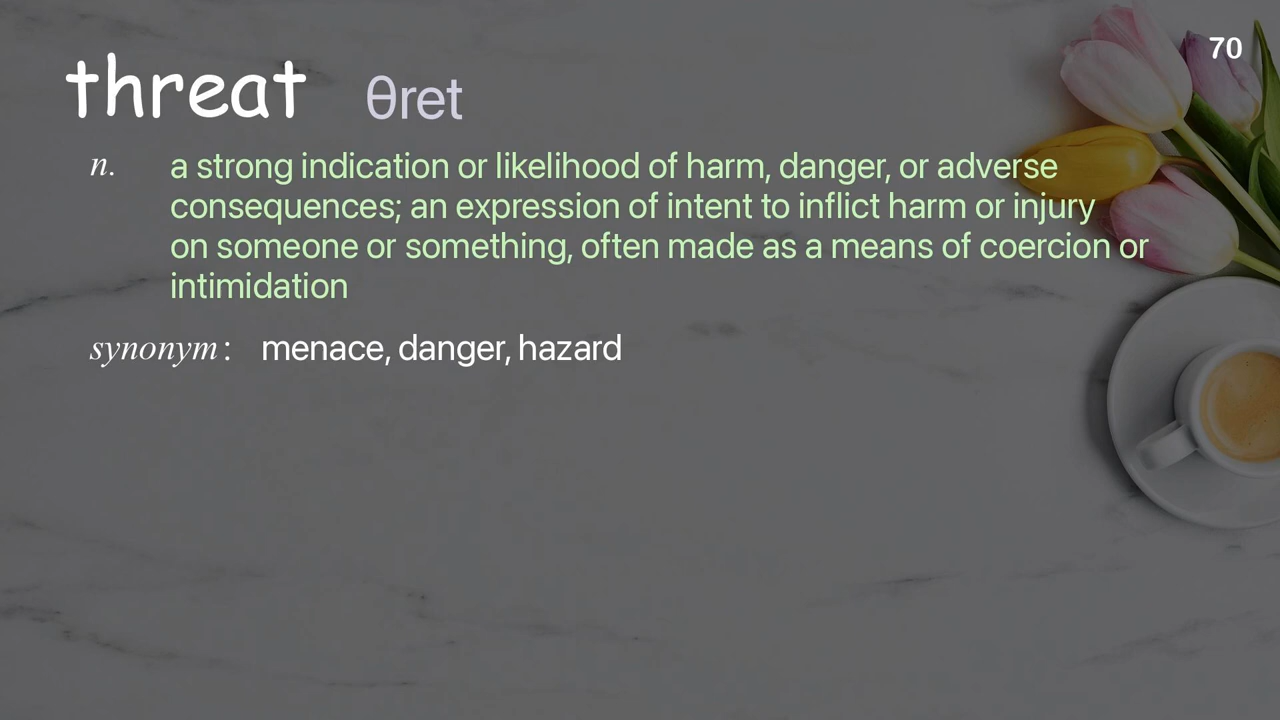 70
threat θret
n. a strong indication or likelihood of harm, danger, or adverse
consequences; an expression of intent to inflict harm or injury
on someone or something, often made as a means of coercion or
intimidation
synonym : menace, danger, hazard